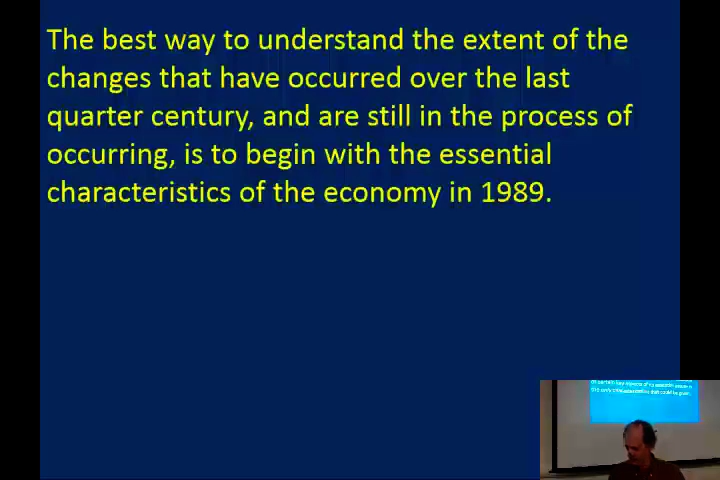 The best way to understand the extent of the
changes that have occurred over the last
quarter century, and are still in the process of
occurring, is to begin with the essential
characteristics of the economy in 1989.